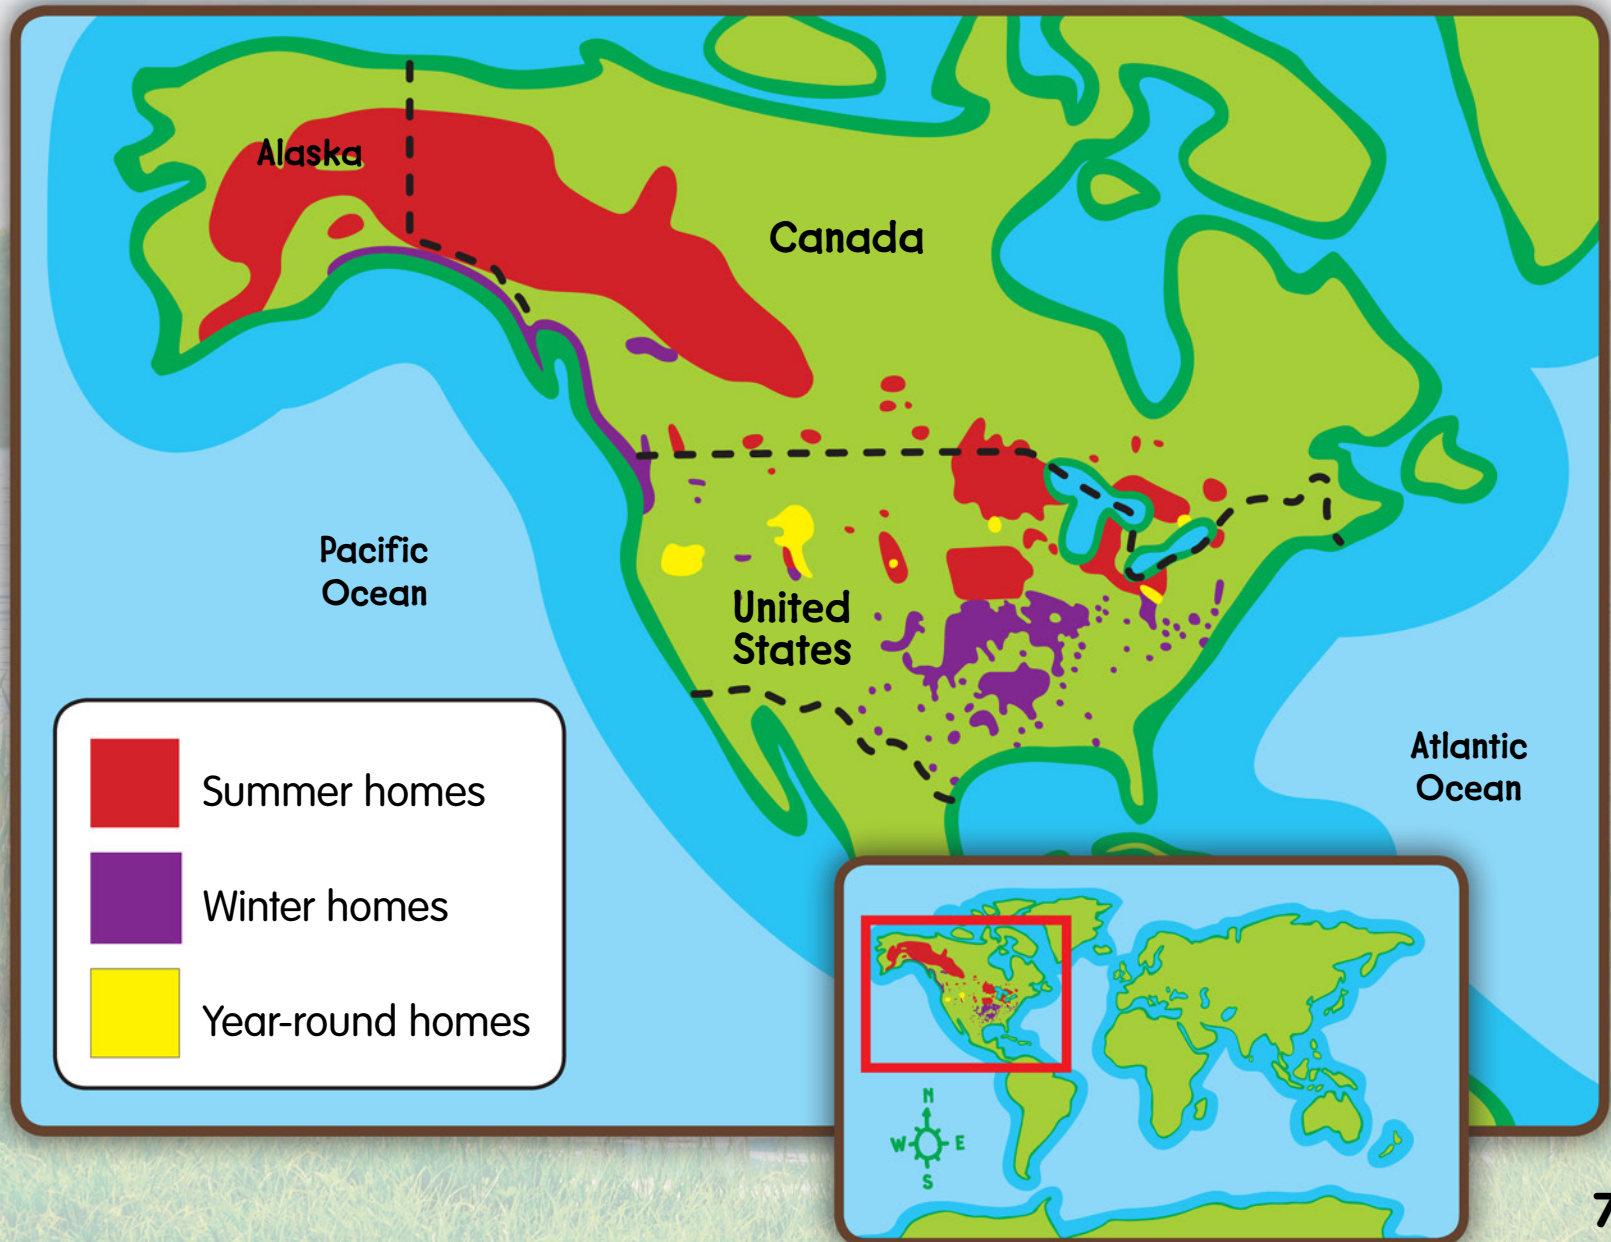 Alaska
Canada
Pacific
Ocean
United
States
Atlantic
Ocean
Summer homes
Winter homes
Year-round homes
N
W E
S
7